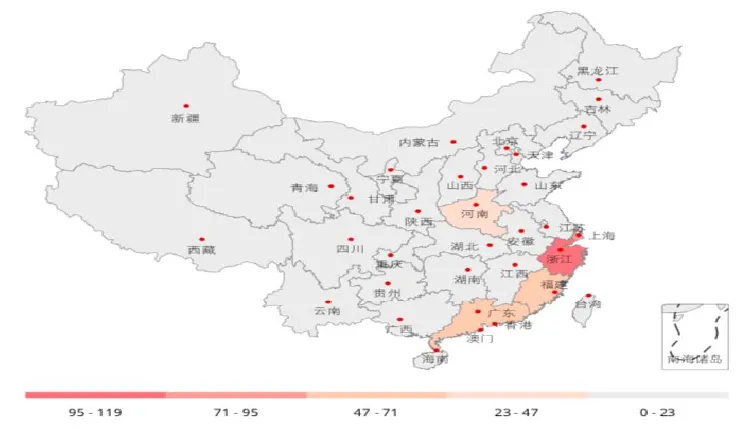 黑龙江
吉林
新疆
辽宁
内蒙古
北京
天津
宁夏
河北
山西
山东
青海
甘肃
河南
陕西
江苏
上海
西藏
四川
湖北
安徽
重庆
浙江
湖南
江西
贵州
福建
云南
台湾
广东
广西
香港
澳门
海南
南海诸岛
95 - 119 71 - 95 47 - 71 23 - 47 0 - 23